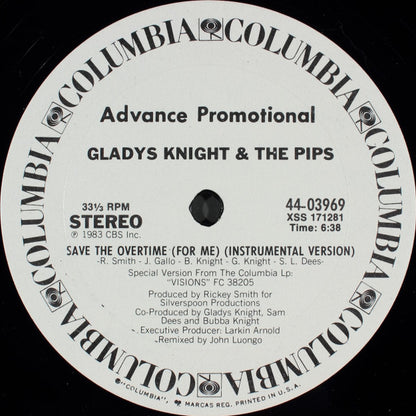 COLUMBIA COLUMBIA COLUMBIA COLUMBIA COLUMBIA COLUMBIA
Advance Promotional
GLADYS KNIGHT & THE PIPS
33⅓ RPM
STEREO
℗ 1983 CBS Inc.
44-03969
XSS 171281
Time: 6:38
SAVE THE OVERTIME (FOR ME) (INSTRUMENTAL VERSION)
-R. Smith- J. Gallo - B. Knight - G. Knight - S. L. Dees-
Special Version From The Columbia Lp:
"VISIONS" FC 38205
Produced by Rickey Smith for
Silverspoon Productions
Co-Produced by Gladys Knight, Sam
Dees and Bubba Knight
Executive Producer: Larkin Arnold
Remixed by John Luongo
®"COLUMBIA", MARCAS REG. PRINTED IN U.S.A.